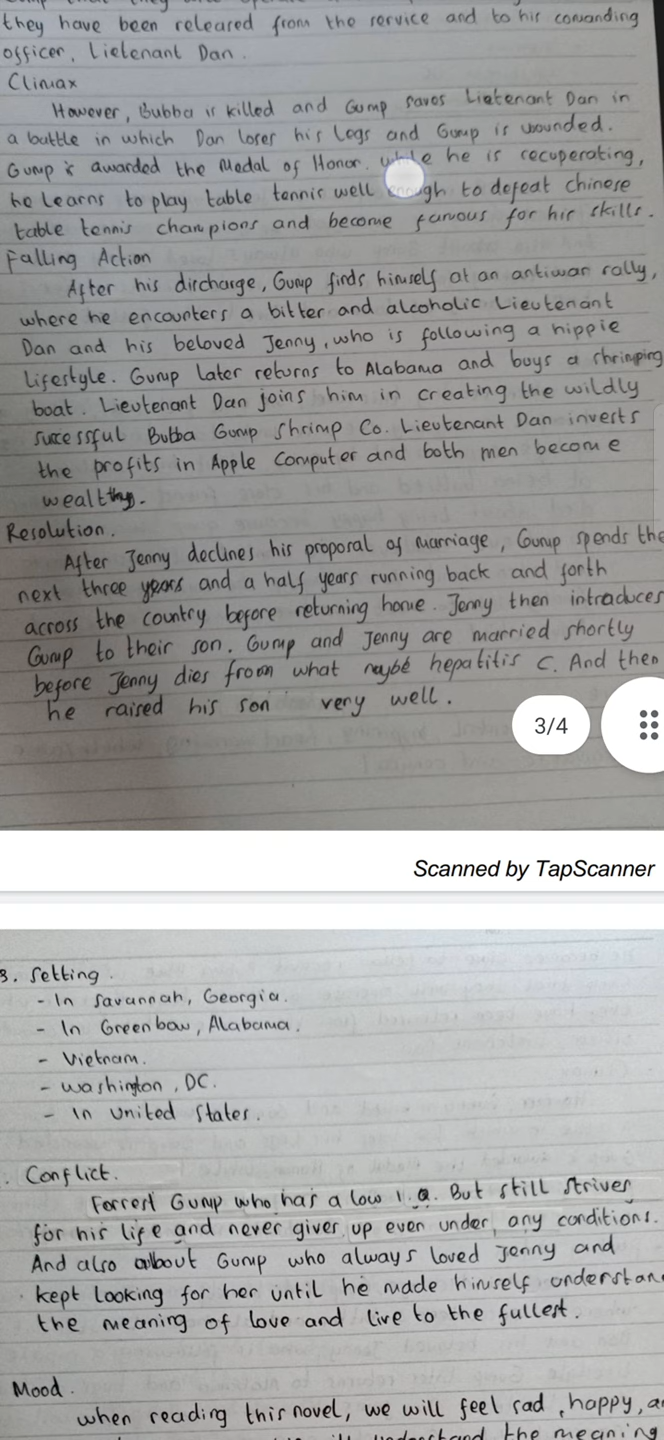 they have been released from the service and to his comanding
officer, Lietenant Dan.
Climax
However, Bubba is killed and Gump saves Lietenant Dan in
a battle in which Dan loses his legs and Gump is wounded.
Gump is awarded the Medal of Honor. while he is recuperating,
he learns to play table tennis well enough to defeat chinese
table tennis champions and become famous for his skills.
Falling Action
After his discharge, Gump finds himself at an antiwar rally,
where he encounters a bitter and alcoholic Lieutenant
Dan and his beloved Jenny, who is following a hippie
lifestyle. Gump later returns to Alabama and buys a shrimping
boat. Lieutenant Dan joins him in creating the wildly
successful Bubba Gump Shrimp Co. Lieutenant Dan invests
the profits in Apple Computer and both men become
wealthy.
Resolution.
After Jenny declines his proposal of marriage, Gump spends the
next three years and a half years running back and forth
across the country before returning home. Jenny then introduces
Gump to their son. Gump and Jenny are married shortly
before Jenny dies from what maybe hepatitis C. And then
he raised his son very well.
3/4
Scanned by TapScanner
3. Setting.
- In Savannah, Georgia.
- In Greenbow, Alabama.
- Vietnam.
- Washington, DC.
- In United States.
. Conflict.
Forrest Gump who has a low I.Q. But still strives
for his life and never gives up even under any conditions.
And also about Gump who always loved Jenny and
kept looking for her until he made himself understan
the meaning of love and live to the fullest.
Mood.
when reading this novel, we will feel sad, happy, a
the meaning